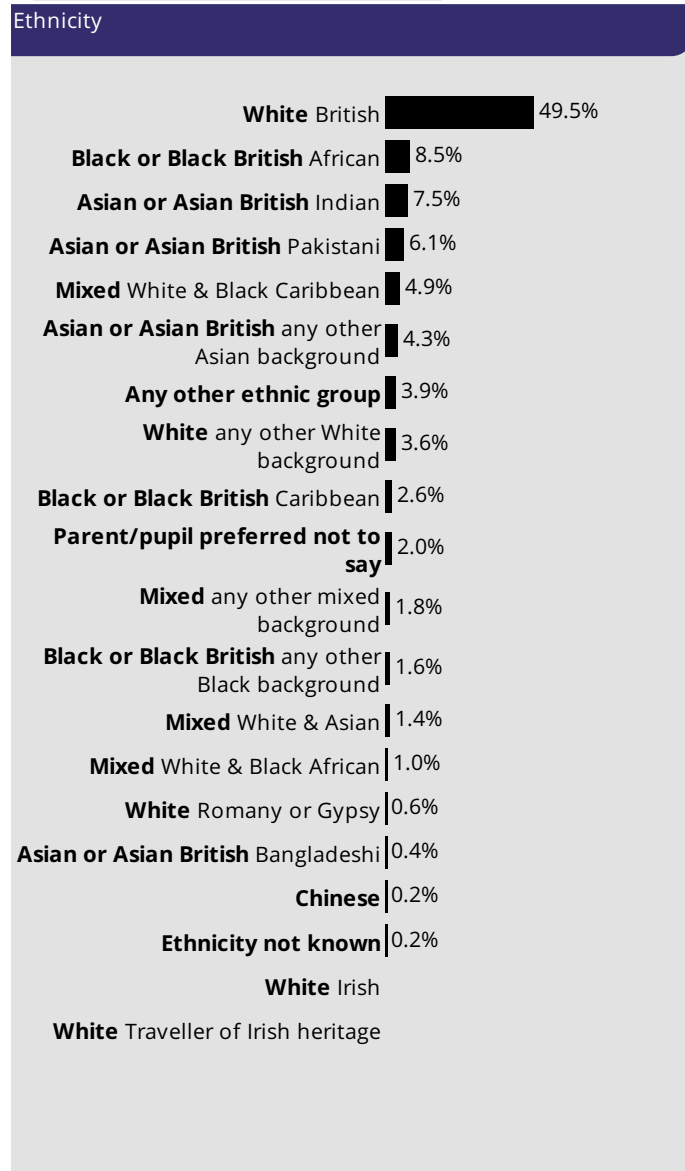 Ethnicity
White British 49.5%
Black or Black British African 8.5%
Asian or Asian British Indian 7.5%
Asian or Asian British Pakistani 6.1%
Mixed White & Black Caribbean 4.9%
Asian or Asian British any other
Asian background 4.3%
Any other ethnic group 3.9%
White any other White
background 3.6%
Black or Black British Caribbean 2.6%
Parent/pupil preferred not to
say 2.0%
Mixed any other mixed
background 1.8%
Black or Black British any other
Black background 1.6%
Mixed White & Asian 1.4%
Mixed White & Black African 1.0%
White Romany or Gypsy 0.6%
Asian or Asian British Bangladeshi 0.4%
Chinese 0.2%
Ethnicity not known 0.2%
White Irish
White Traveller of Irish heritage